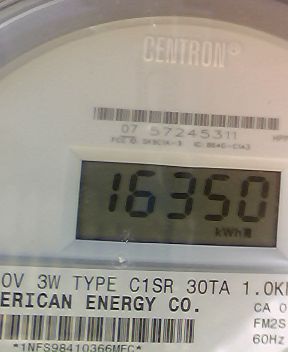 CENTRON®
07 57245311
16350
kWh
0V 3W TYPE C1SR 30TA 1.0K
ERICAN ENERGY CO.
CA 0
FM2S
60Hz
*1NFS98410366MEC*